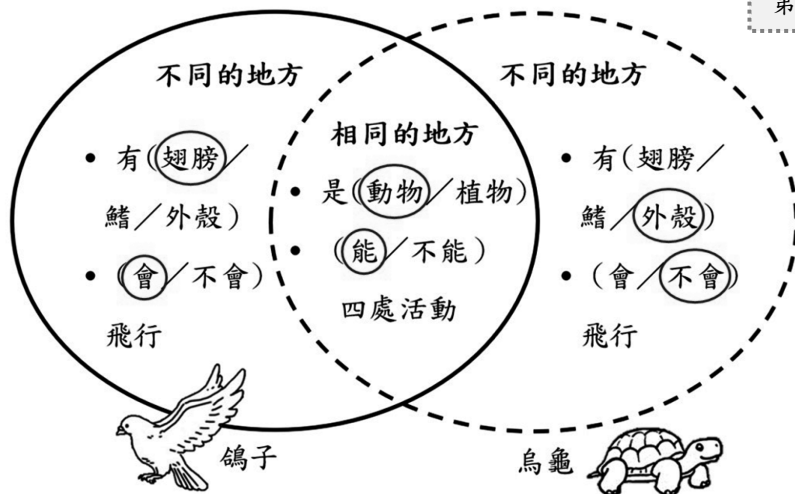 弟
不同的地方
有(翅膀／
鰭／外殼)
(會／不會)
飛行
相同的地方
是(動物／植物)
(能／不能)
四處活動
不同的地方
有(翅膀／
鰭／外殼)
(會／不會)
飛行
鴿子
烏龜